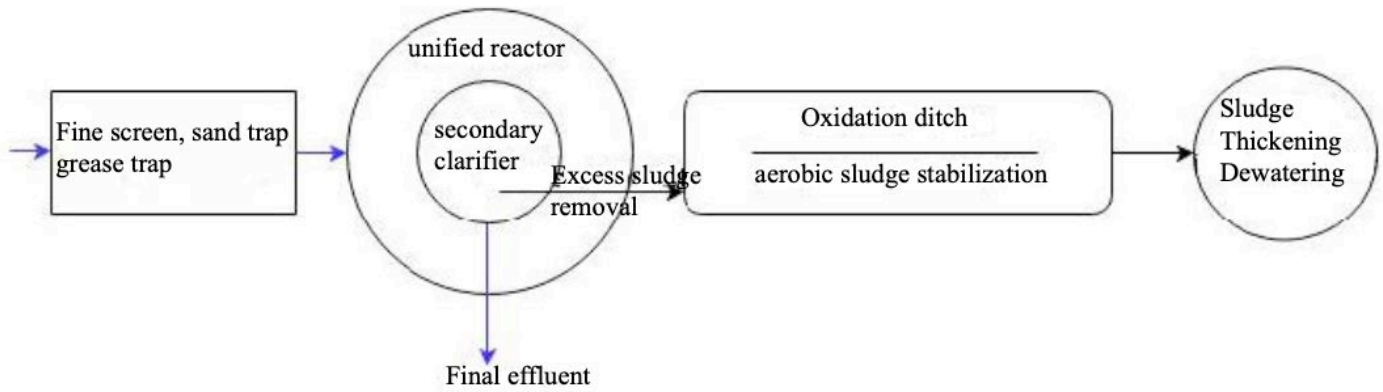 unified reactor
Fine screen, sand trap
grease trap
secondary
clarifier
Excess sludge
removal
Oxidation ditch
aerobic sludge stabilization
Sludge
Thickening
Dewatering
Final effluent